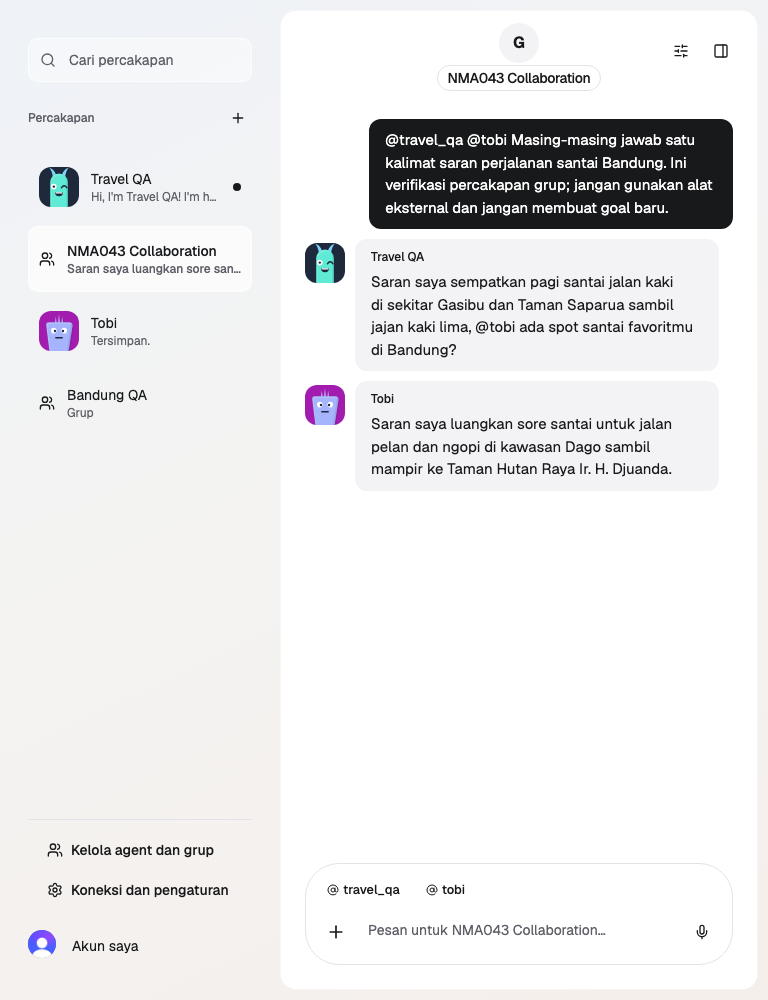 Cari percakapan
Percakapan
Travel QA
Hi, I'm Travel QA! I'm h...
NMA043 Collaboration
Saran saya luangkan sore san...
Tobi
Tersimpan.
Bandung QA
Grup
Kelola agent dan grup
Koneksi dan pengaturan
Akun saya
G
NMA043 Collaboration
@travel_qa @tobi Masing-masing jawab satu
kalimat saran perjalanan santai Bandung. Ini
verifikasi percakapan grup; jangan gunakan alat
eksternal dan jangan membuat goal baru.
Travel QA
Saran saya sempatkan pagi santai jalan kaki
di sekitar Gasibu dan Taman Saparua sambil
jajan kaki lima, @tobi ada spot santai favoritmu
di Bandung?
Tobi
Saran saya luangkan sore santai untuk jalan
pelan dan ngopi di kawasan Dago sambil
mampir ke Taman Hutan Raya Ir. H. Djuanda.
@ travel_qa @ tobi
Pesan untuk NMA043 Collaboration...